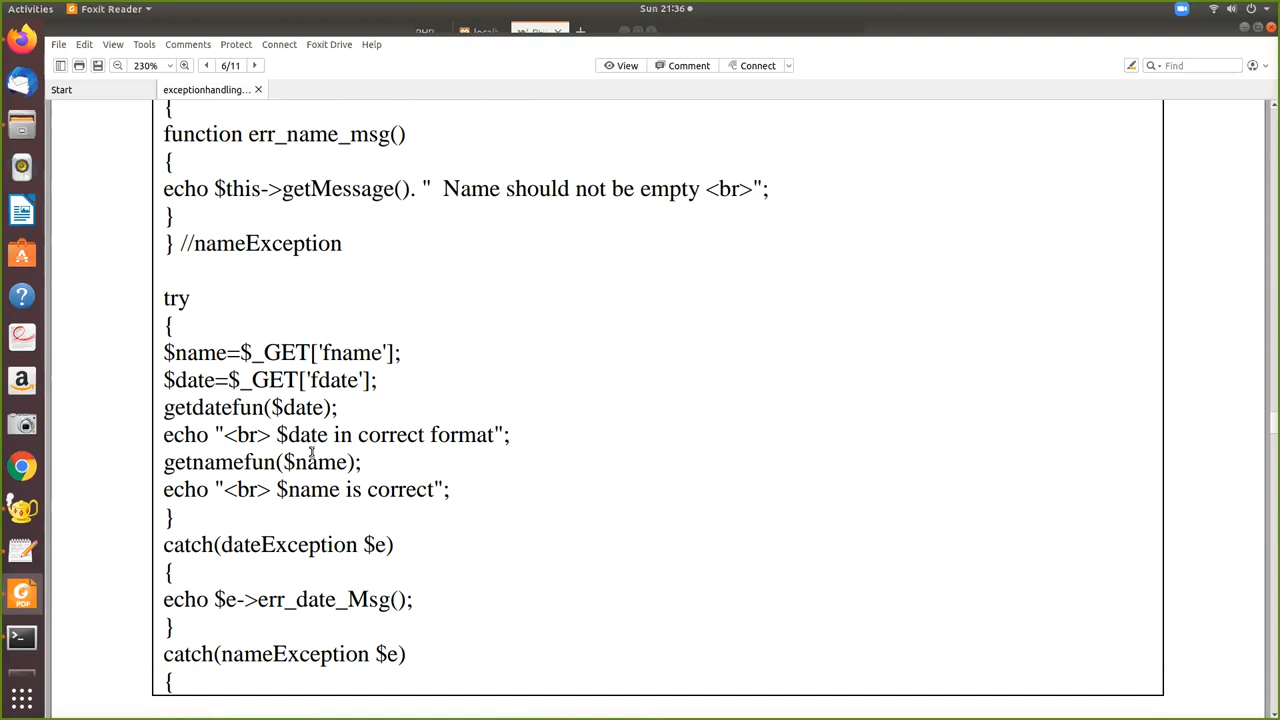 Activities
Foxit Reader
Sun 21:36
File Edit View Tools Comments Protect Connect Foxit Drive Help
230% 6/11 View Comment Connect Find
Start exceptionhandling...
{
function err_name_msg()
{
echo $this->getMessage(). "  Name should not be empty <br>";
}
} //nameException
try
{
$name=$_GET['fname'];
$date=$_GET['fdate'];
getdatefun($date);
echo "<br> $date in correct format";
getnamefun($name);
echo "<br> $name is correct";
}
catch(dateException $e)
{
echo $e->err_date_Msg();
}
catch(nameException $e)
{